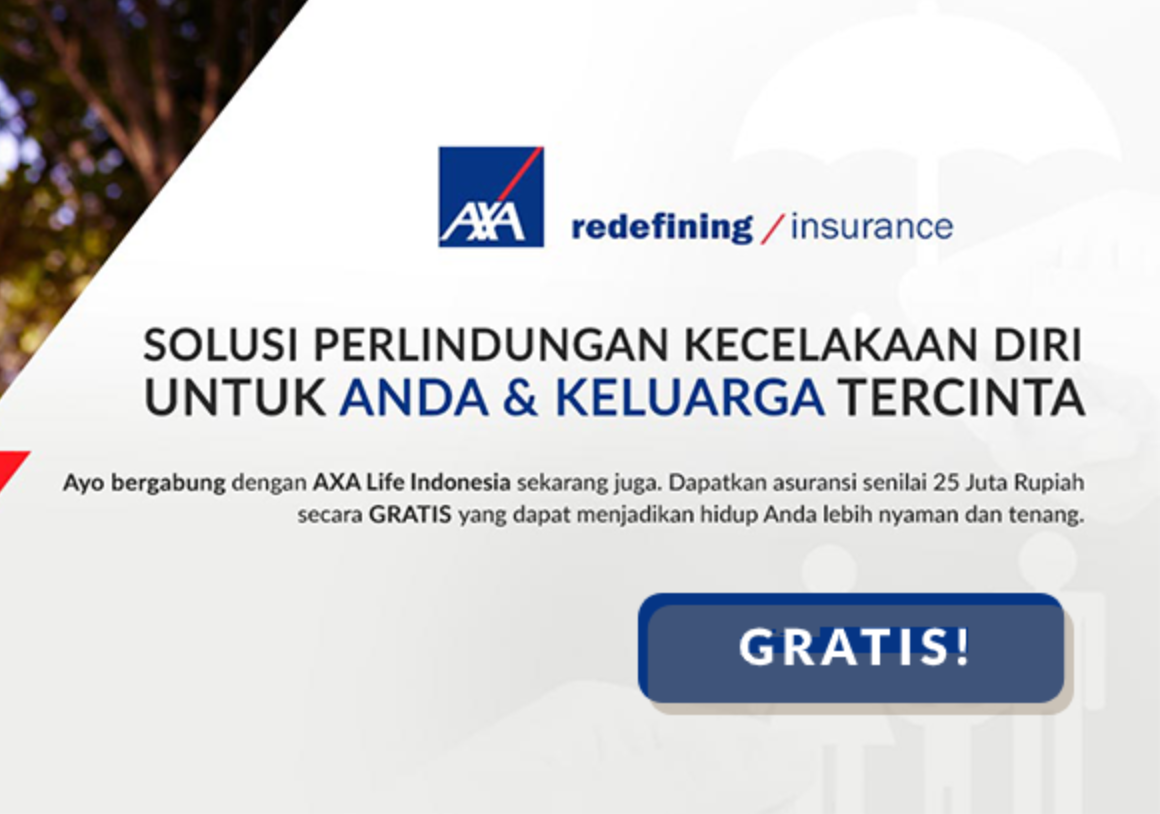 AXA redefining / insurance
SOLUSI PERLINDUNGAN KECELAKAAN DIRI
UNTUK ANDA & KELUARGA TERCINTA
Ayo bergabung dengan AXA Life Indonesia sekarang juga. Dapatkan asuransi senilai 25 Juta Rupiah
secara GRATIS yang dapat menjadikan hidup Anda lebih nyaman dan tenang.
GRATIS!